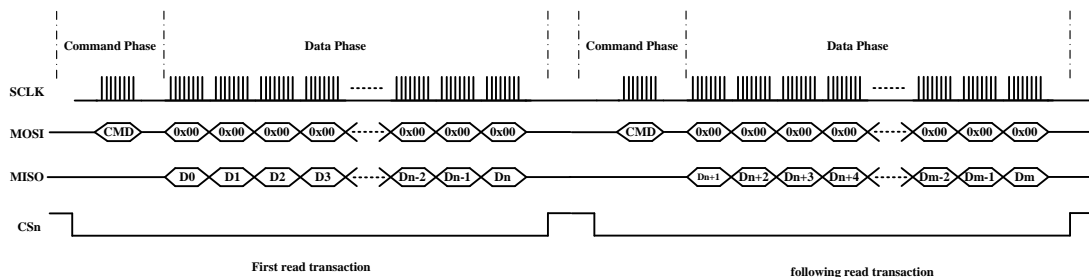 Command Phase Data Phase Command Phase Data Phase
SCLK
MOSI CMD 0x00 0x00 0x00 0x00 0x00 0x00 0x00 CMD 0x00 0x00 0x00 0x00 0x00 0x00 0x00
MISO D0 D1 D2 D3 Dn-2 Dn-1 Dn Dn+1 Dn+2 Dn+3 Dn+4 Dm-2 Dm-1 Dm
CSn
First read transaction following read transaction